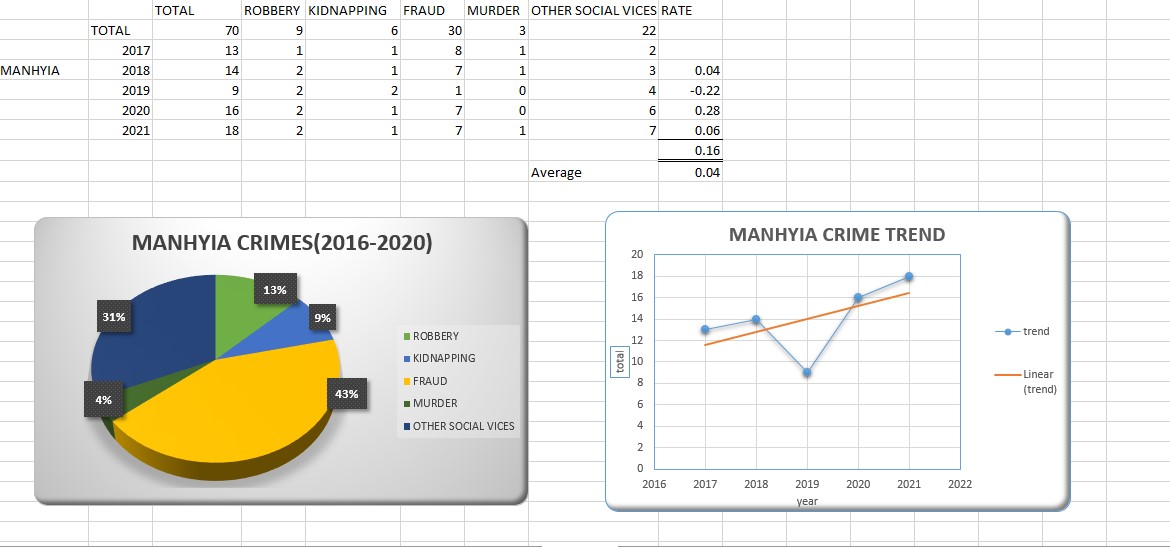 TOTAL ROBBERY KIDNAPPING FRAUD MURDER OTHER SOCIAL VICES RATE
TOTAL 70 9 6 30 3 22
2017 13 1 1 8 1 2
MANHYIA 2018 14 2 1 7 1 3 0.04
2019 9 2 2 1 0 4 -0.22
2020 16 2 1 7 0 6 0.28
2021 18 2 1 7 1 7 0.06
0.16
Average 0.04
MANHYIA CRIMES(2016-2020)
13%
9%
31%
4%
43%
ROBBERY
KIDNAPPING
FRAUD
MURDER
OTHER SOCIAL VICES
MANHYIA CRIME TREND
20
18
16
14
12
10
8
6
4
2
0
total
2016 2017 2018 2019 2020 2021 2022
year
trend
Linear
(trend)